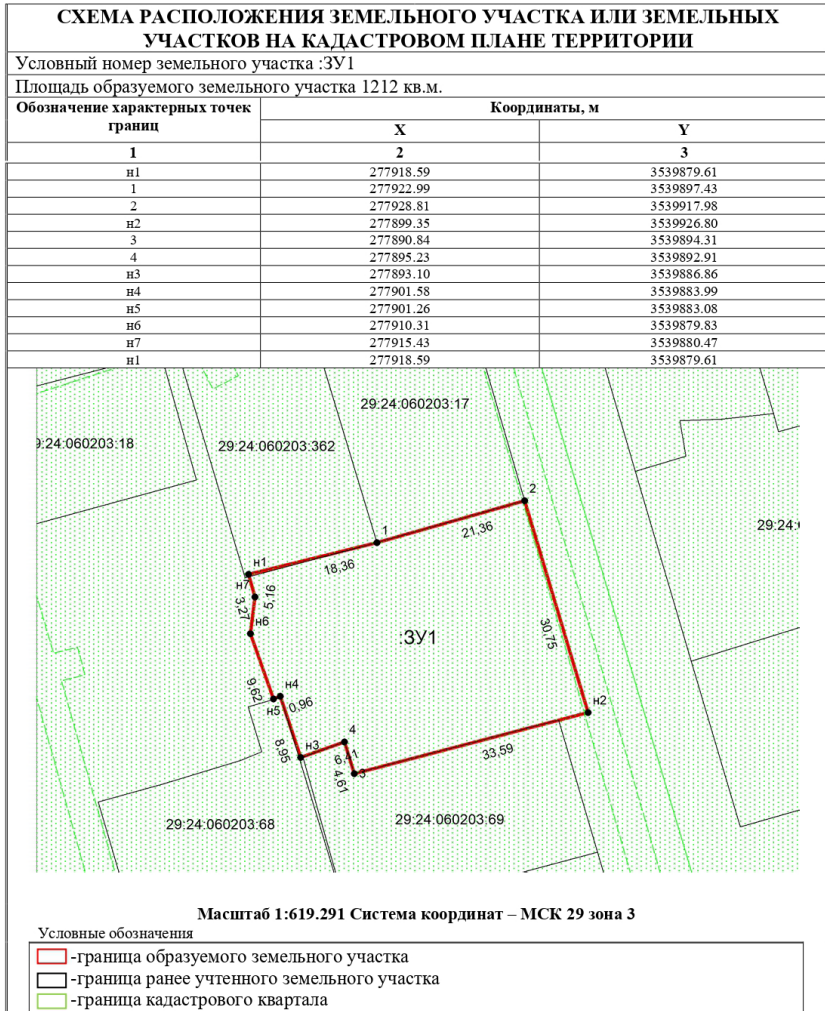 СХЕМА РАСПОЛОЖЕНИЯ ЗЕМЕЛЬНОГО УЧАСТКА ИЛИ ЗЕМЕЛЬНЫХ
УЧАСТКОВ НА КАДАСТРОВОМ ПЛАНЕ ТЕРРИТОРИИ
Условный номер земельного участка :ЗУ1
Площадь образуемого земельного участка 1212 кв.м.
Обозначение характерных точек границ Координаты, м
X Y
1 2 3
н1 277918.59 3539879.61
1 277922.99 3539897.43
2 277928.81 3539917.98
н2 277899.35 3539926.80
3 277890.84 3539894.31
4 277895.23 3539892.91
н3 277893.10 3539886.86
н4 277901.58 3539883.99
н5 277901.26 3539883.08
н6 277910.31 3539879.83
н7 277915.43 3539880.47
н1 277918.59 3539879.61
29:24:060203:17
9:24:060203:18
29:24:060203:362
2
29:24:
1
21,36
н1
18,36
н7
3,27
5,16
н6
:ЗУ1
30,75
9,62
н4
н5
0,96
н2
8,95
н3
4
6,41
4,61
3
33,59
29:24:060203:68
29:24:060203:69
Масштаб 1:619.291 Система координат – МСК 29 зона 3
Условные обозначения
-граница образуемого земельного участка
-граница ранее учтенного земельного участка
-граница кадастрового квартала